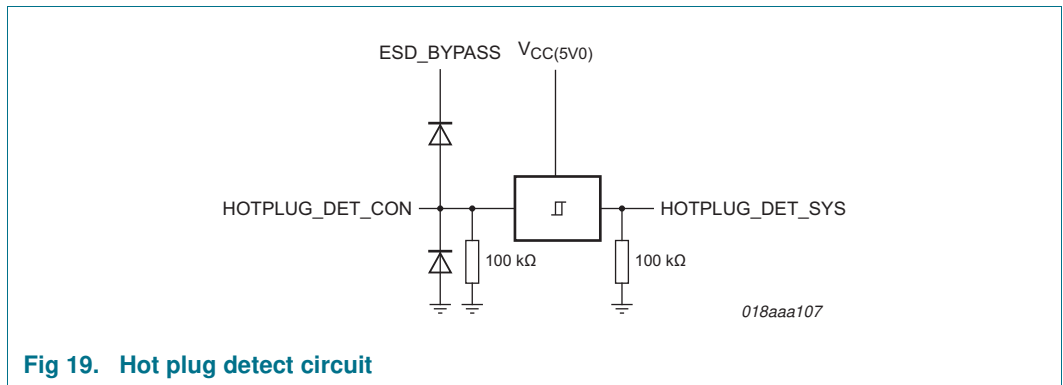 ESD_BYPASS VCC(5V0)
HOTPLUG_DET_CON
HOTPLUG_DET_SYS
100 kΩ
100 kΩ
018aaa107
Fig 19. Hot plug detect circuit